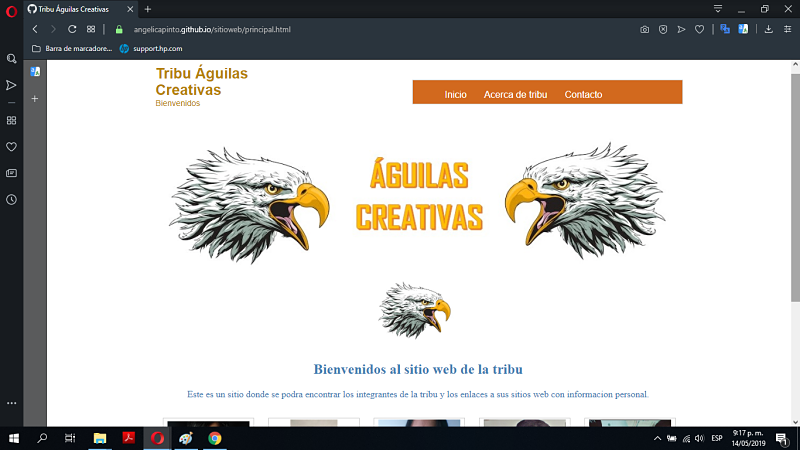 Tribu Águilas Creativas
angelicapinto.github.io/sitioweb/principal.html
Barra de marcadore... support.hp.com
Tribu Águilas
Creativas
Bienvenidos
Inicio Acerca de tribu Contacto
ÁGUILAS
CREATIVAS
Bienvenidos al sitio web de la tribu
Este es un sitio donde se podra encontrar los integrantes de la tribu y los enlaces a sus sitios web con informacion personal.
ESP
9:17 p. m.
14/05/2019
1